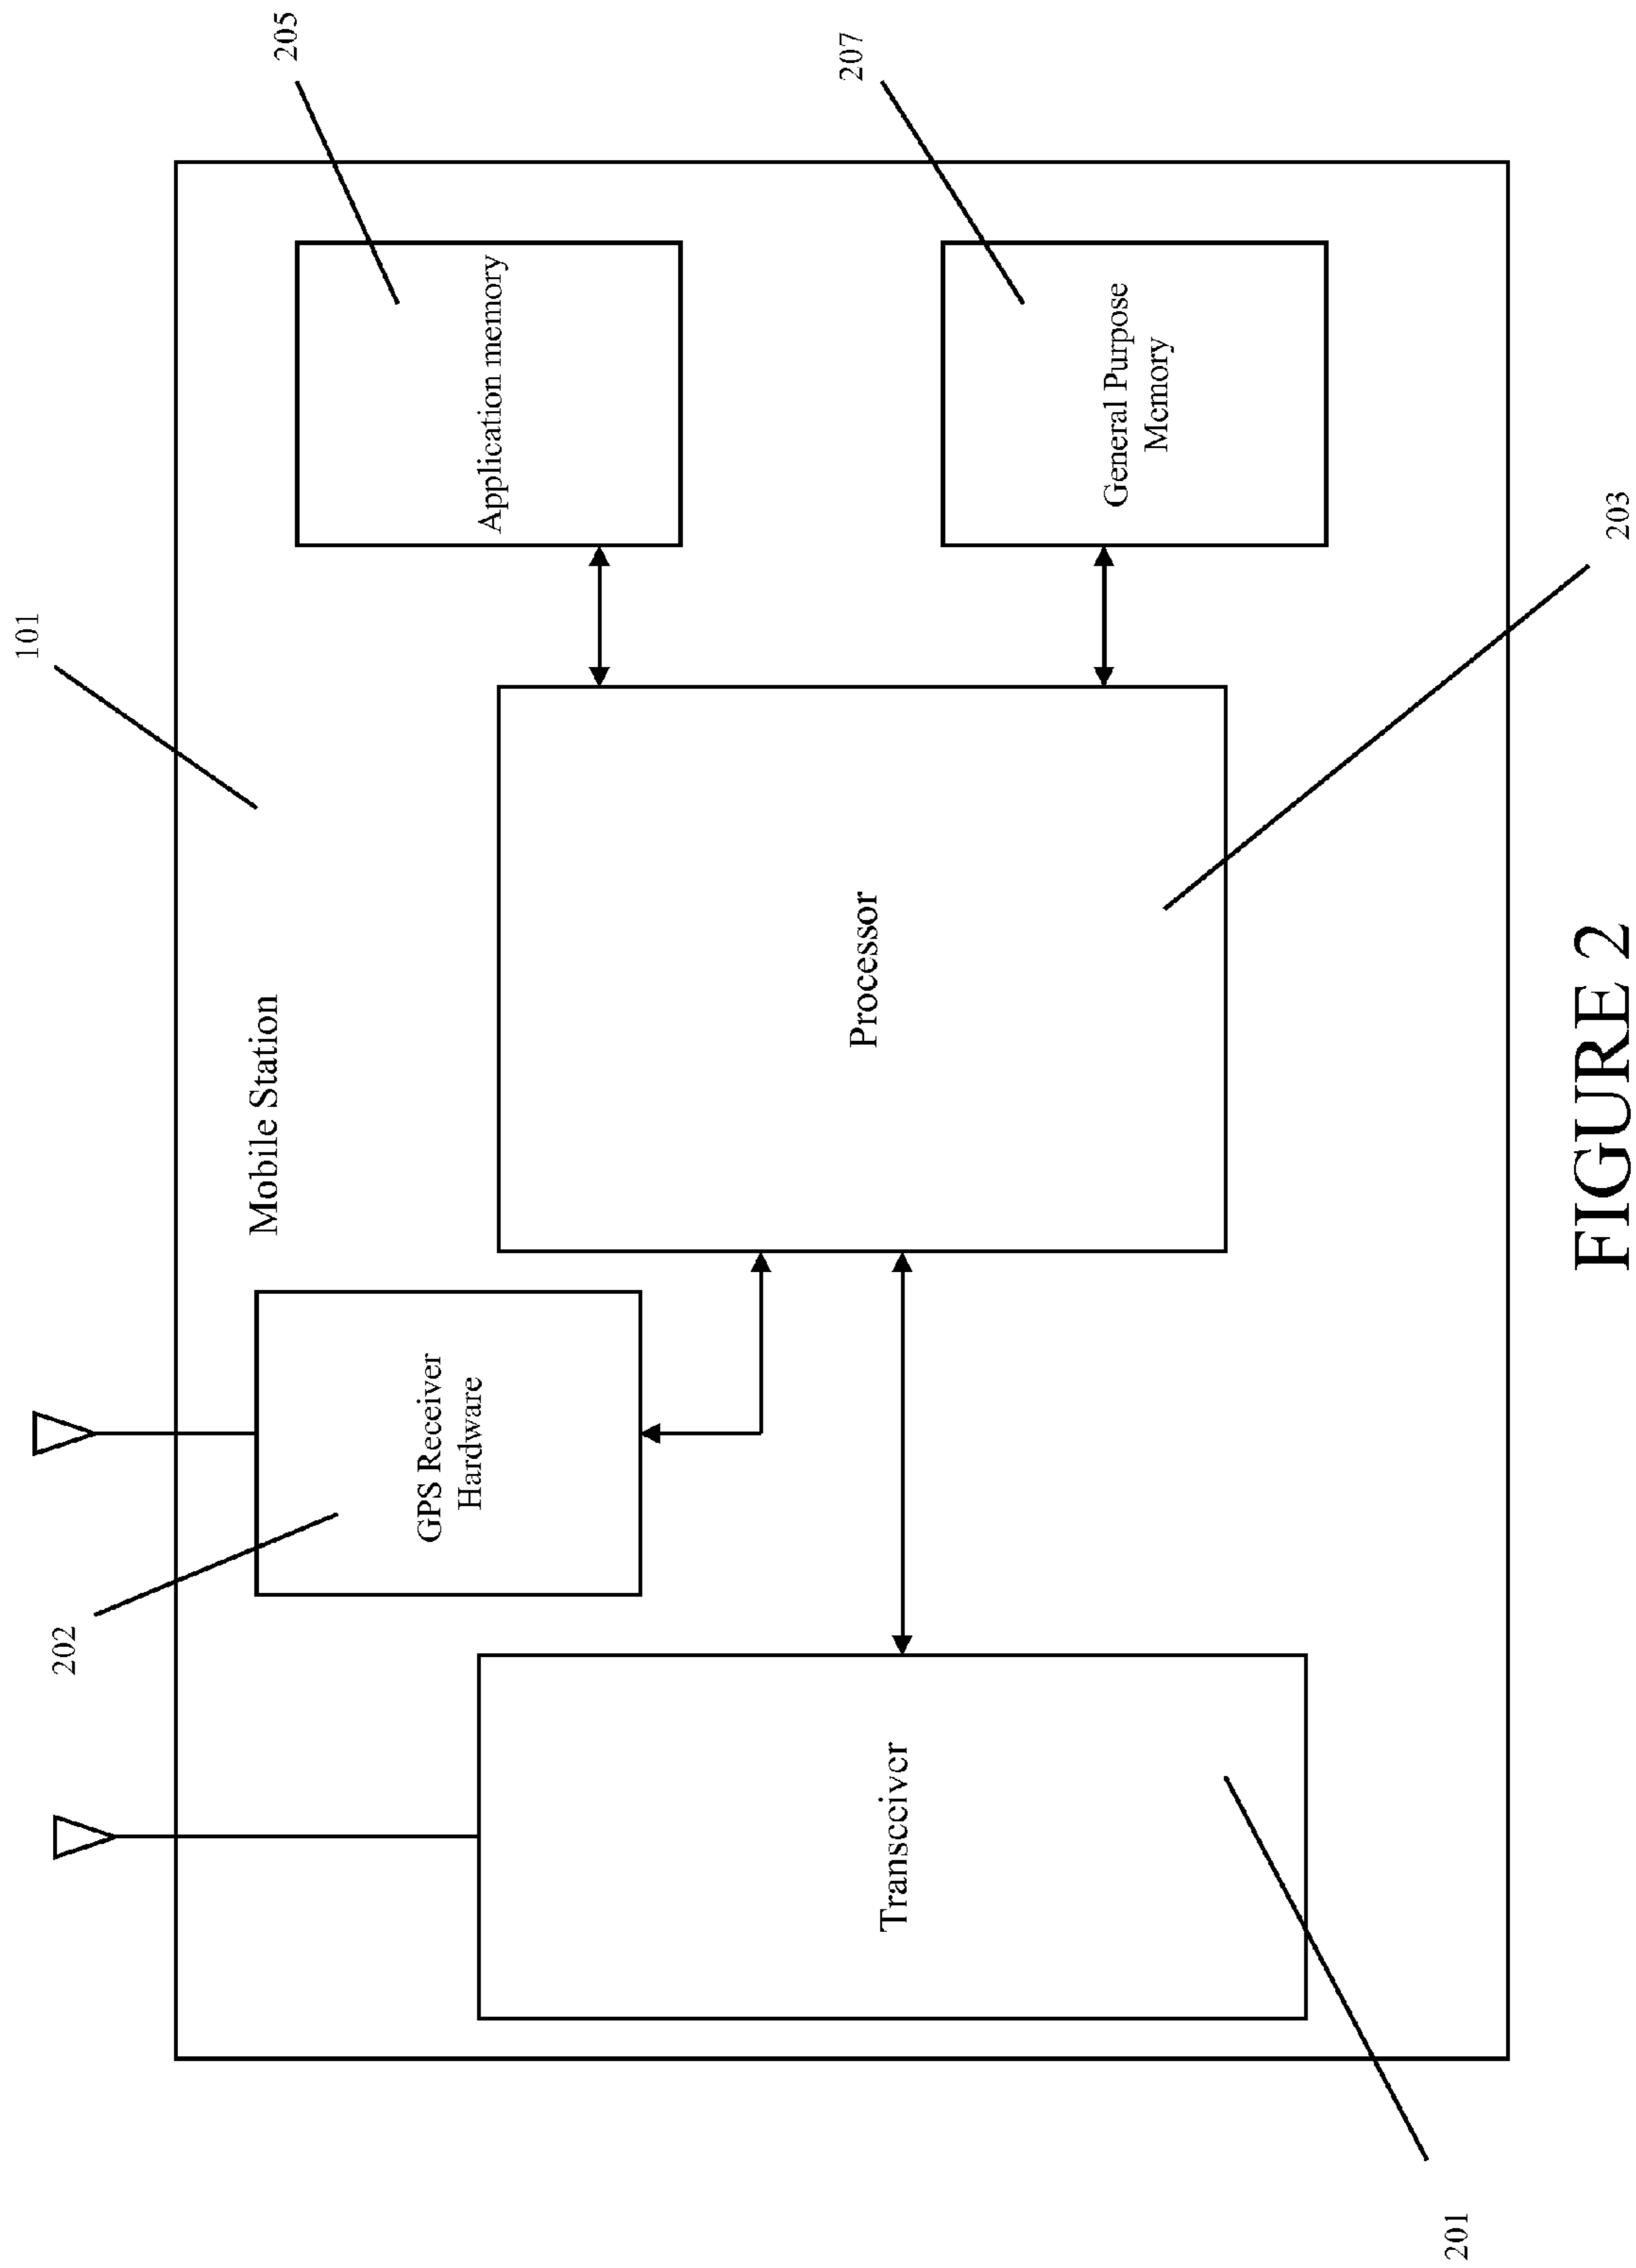 101
205
202
Mobile Station
GPS Receiver
Hardware
Application memory
207
Transceiver
Processor
General Purpose
Memory
201
203
FIGURE 2